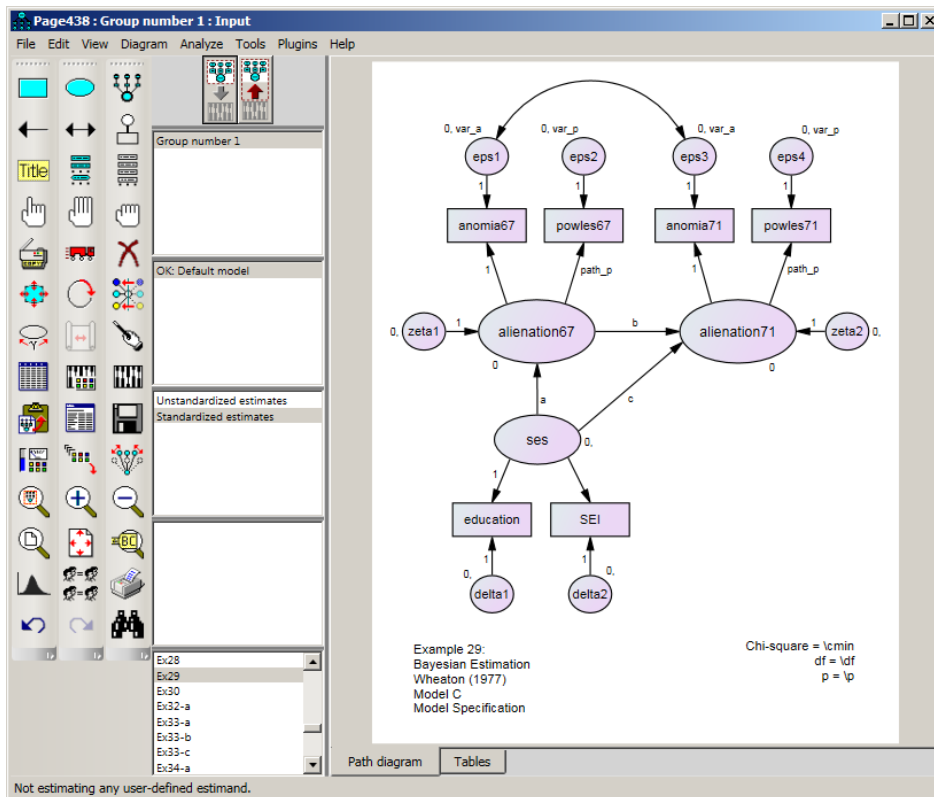 Page438 : Group number 1 : Input
File Edit View Diagram Analyze Tools Plugins Help
Title
Group number 1
OK: Default model
Unstandardized estimates
Standardized estimates
Ex28
Ex29
Ex30
Ex32-a
Ex33-a
Ex33-b
Ex33-c
Ex34-a
0, var_a
0, var_p
0, var_a
0, var_p
eps1
eps2
eps3
eps4
1
1
1
1
anomia67
powles67
anomia71
powles71
1
path_p
1
path_p
0,
zeta1
1
alienation67
b
alienation71
1
zeta2
0,
0
0
a
c
ses
0,
1
education
SEI
1
1
0,
0,
delta1
delta2
Example 29:
Bayesian Estimation
Wheaton (1977)
Model C
Model Specification
Chi-square = \cmin
df = \df
p = \p
Path diagram
Tables
Not estimating any user-defined estimand.